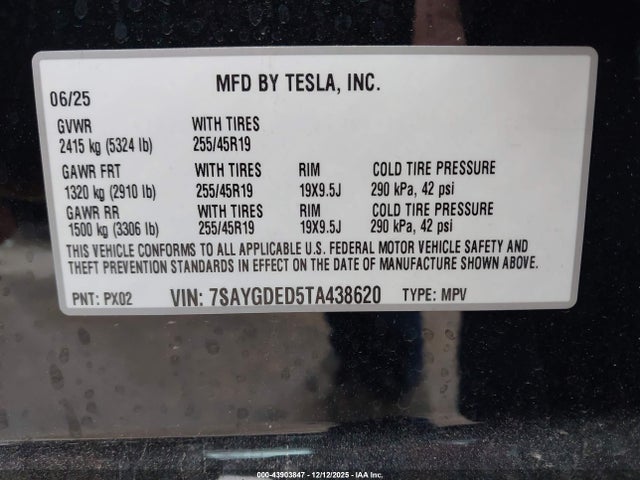 MFD BY TESLA, INC.
06/25
GVWR WITH TIRES
2415 kg (5324 lb) 255/45R19
GAWR FRT WITH TIRES RIM COLD TIRE PRESSURE
1320 kg (2910 lb) 255/45R19 19X9.5J 290 kPa, 42 psi
GAWR RR WITH TIRES RIM COLD TIRE PRESSURE
1500 kg (3306 lb) 255/45R19 19X9.5J 290 kPa, 42 psi
THIS VEHICLE CONFORMS TO ALL APPLICABLE U.S. FEDERAL MOTOR VEHICLE SAFETY AND
THEFT PREVENTION STANDARDS IN EFFECT ON THE DATE OF MANUFACTURE SHOWN ABOVE.
PNT: PX02 VIN: 7SAYGDED5TA438620 TYPE: MPV
000-43903847 - 12/12/2025 - IAA Inc.